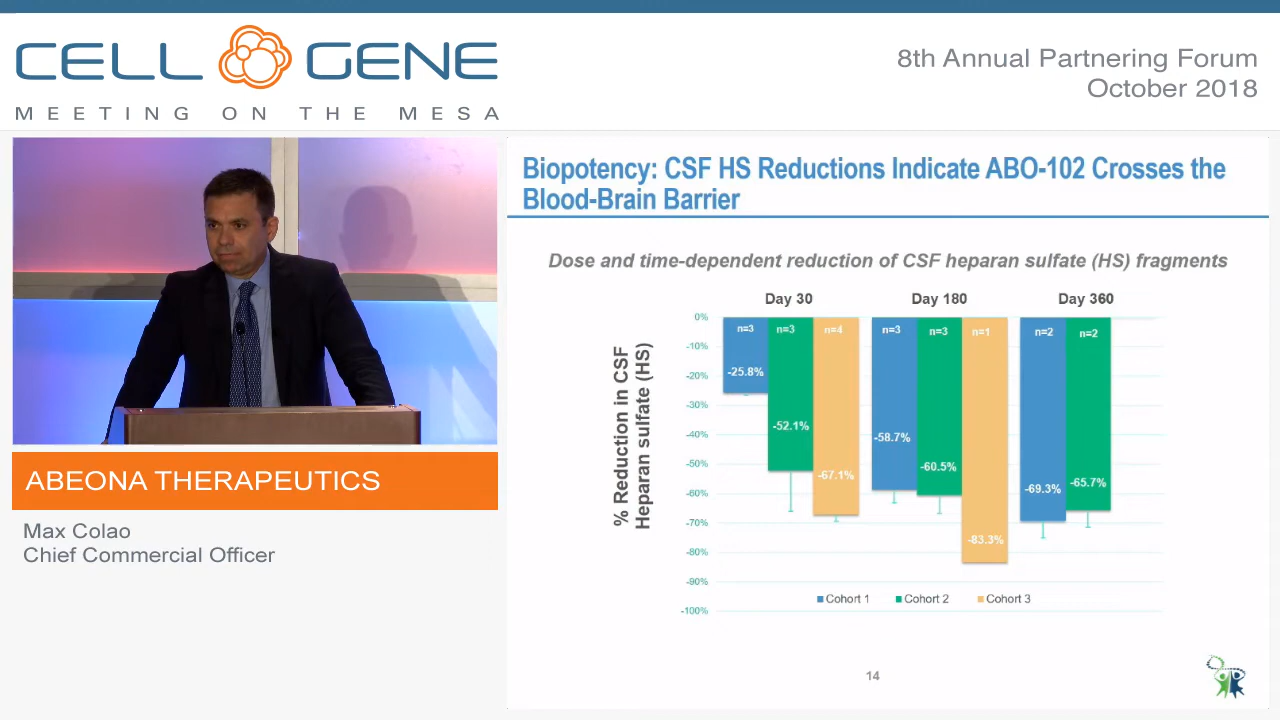 CELL GENE
MEETING ON THE MESA
8th Annual Partnering Forum
October 2018
ABEONA THERAPEUTICS
Max Colao
Chief Commercial Officer
Biopotency: CSF HS Reductions Indicate ABO-102 Crosses the
Blood-Brain Barrier
Dose and time-dependent reduction of CSF heparan sulfate (HS) fragments
% Reduction in CSF
Heparan sulfate (HS)
Day 30 Day 180 Day 360
0%
-10%
-20%
-30%
-40%
-50%
-60%
-70%
-80%
-90%
-100%
n=3 n=3 n=4 n=3 n=3 n=1 n=2 n=2
-25.8% -52.1% -67.1% -58.7% -60.5% -83.3% -69.3% -65.7%
Cohort 1 Cohort 2 Cohort 3
14